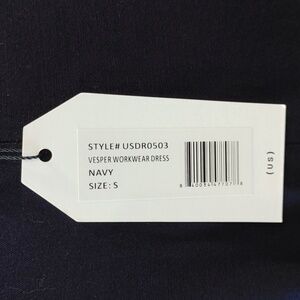 STYLE# USDR0503
VESPER WORKWEAR DRESS
NAVY
SIZE: S
(US)